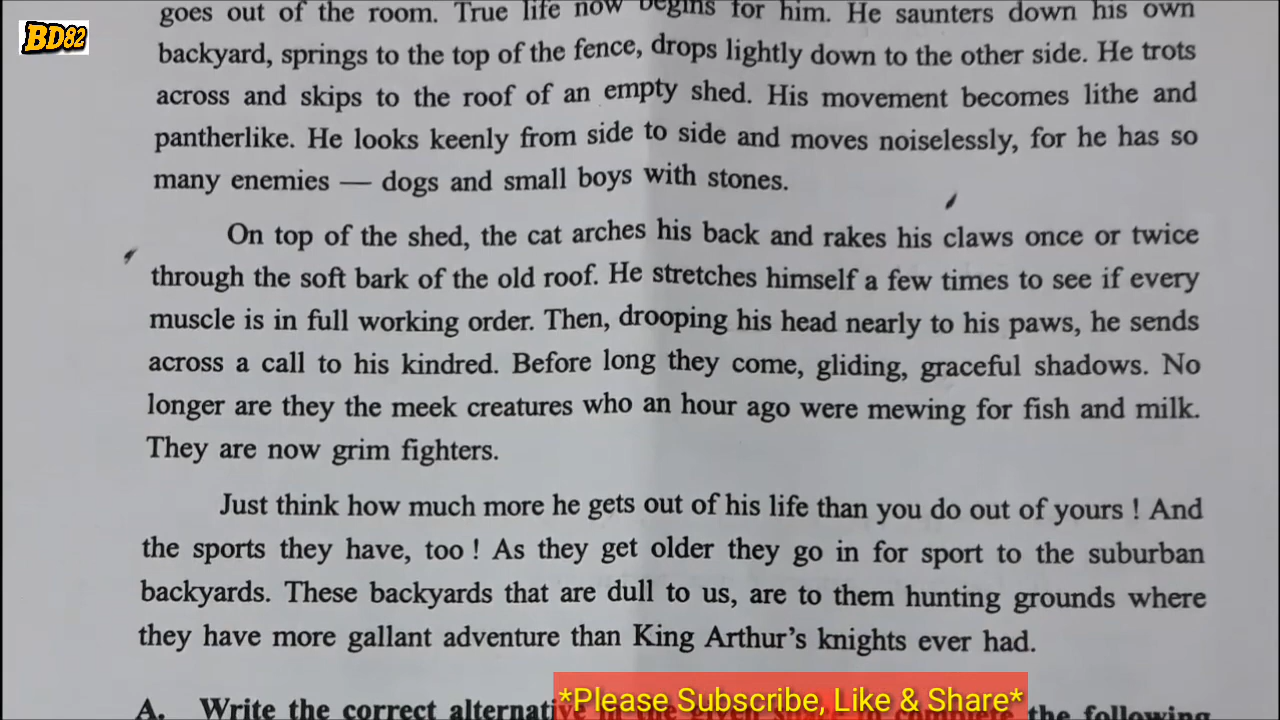 goes out of the room. True life now begins for him. He saunters down his own
BD82
backyard, springs to the top of the fence, drops lightly down to the other side. He trots
across and skips to the roof of an empty shed. His movement becomes lithe and
pantherlike. He looks keenly from side to side and moves noiselessly, for he has so
many enemies — dogs and small boys with stones.
On top of the shed, the cat arches his back and rakes his claws once or twice
through the soft bark of the old roof. He stretches himself a few times to see if every
muscle is in full working order. Then, drooping his head nearly to his paws, he sends
across a call to his kindred. Before long they come, gliding, graceful shadows. No
longer are they the meek creatures who an hour ago were mewing for fish and milk.
They are now grim fighters.
Just think how much more he gets out of his life than you do out of yours ! And
the sports they have, too ! As they get older they go in for sport to the suburban
backyards. These backyards that are dull to us, are to them hunting grounds where
they have more gallant adventure than King Arthur's knights ever had.
A. Write the correct the following
*Please Subscribe, Like & Share*